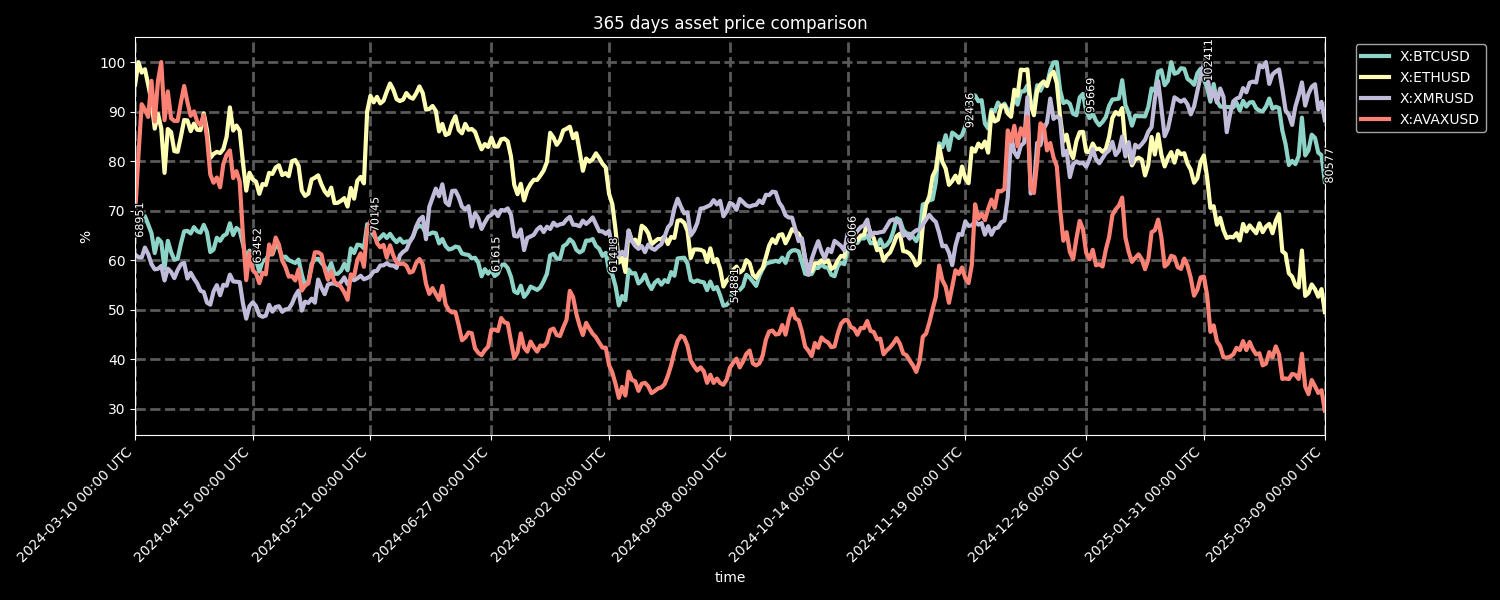 365 days asset price comparison
X:BTCUSD
X:ETHUSD
X:XMRUSD
X:AVAXUSD
%
100
90
80
70
60
50
40
30
68951
63452
70145
61615
61418
54881
66066
92436
95669
102411
80577
2024-03-10 00:00 UTC
2024-04-15 00:00 UTC
2024-05-21 00:00 UTC
2024-06-27 00:00 UTC
2024-08-02 00:00 UTC
2024-09-08 00:00 UTC
2024-10-14 00:00 UTC
2024-11-19 00:00 UTC
2024-12-26 00:00 UTC
2025-01-31 00:00 UTC
2025-03-09 00:00 UTC
time